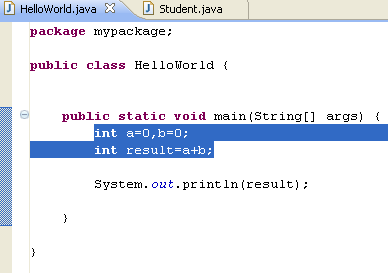 HelloWorld.java Student.java
package mypackage;
public class HelloWorld {
public static void main(String[] args) {
int a=0,b=0;
int result=a+b;
System.out.println(result);
}
}